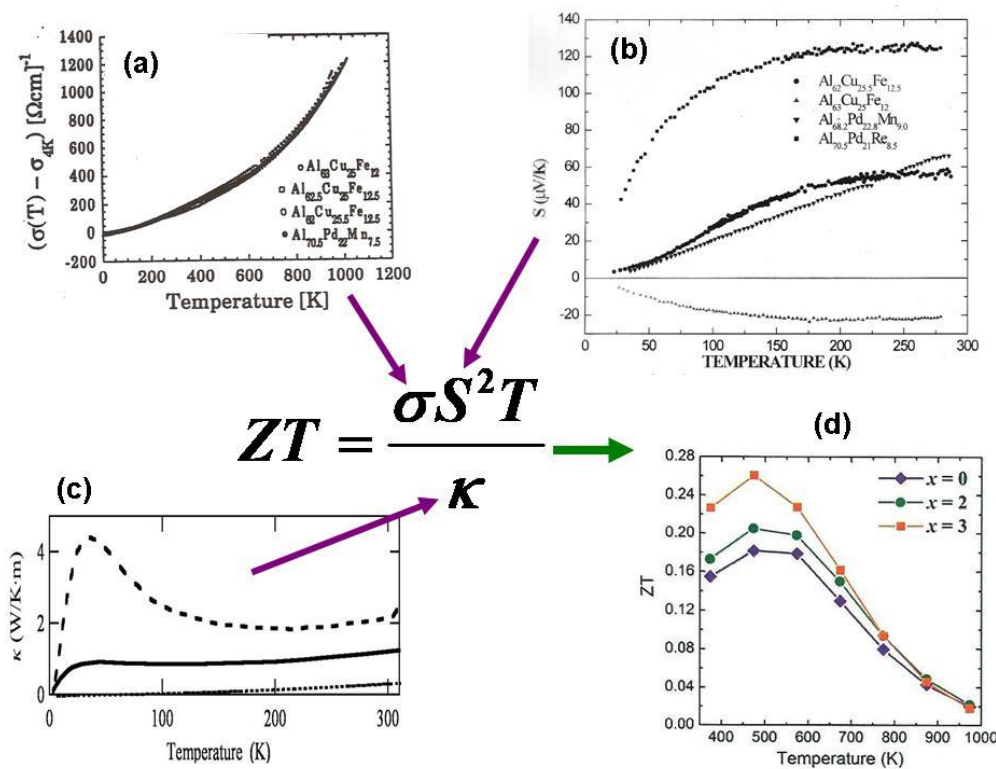 (a)
1400
1200
1000
800
600
400
200
0
-200
(σ(T) − σ4K) [Ωcm]-1
○Al63Cu25Fe12
□Al62.5Cu25Fe12.5
○Al62Cu25.5Fe12.5
●Al70.5Pd22Mn7.5
0 200 400 600 800 1000 1200
Temperature [K]
(b)
140
120
100
80
60
40
20
0
-20
S (μV/K)
● Al62Cu25.5Fe12.5
▲ Al63Cu25Fe12
▼ Al68.2Pd22.8Mn9.0
■ Al70.5Pd21Re8.5
0 50 100 150 200 250 300
TEMPERATURE (K)
ZT = σS²T / κ
(c)
4
2
0
κ (W/K·m)
0 100 200 300
Temperature (K)
(d)
0.28
0.24
0.20
0.16
0.12
0.08
0.04
0.00
ZT
x = 0
x = 2
x = 3
400 500 600 700 800 900 1000
Temperature (K)